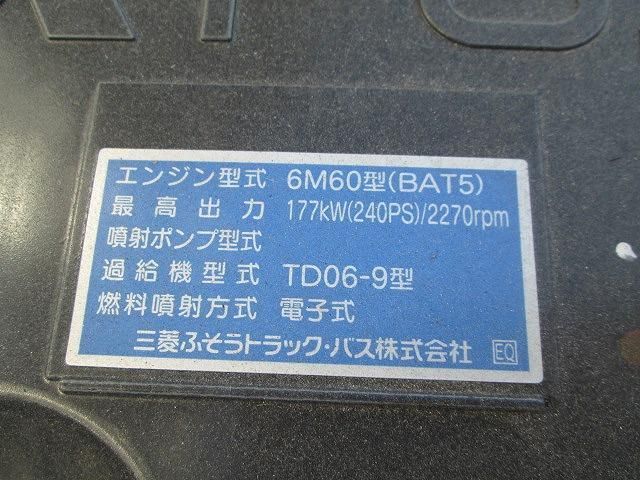 エンジン型式 6M60型(BAT5)
最高出力 177kW(240PS)/2270rpm
噴射ポンプ型式
過給機型式 TD06-9型
燃料噴射方式 電子式
三菱ふそうトラック・バス株式会社 EQ